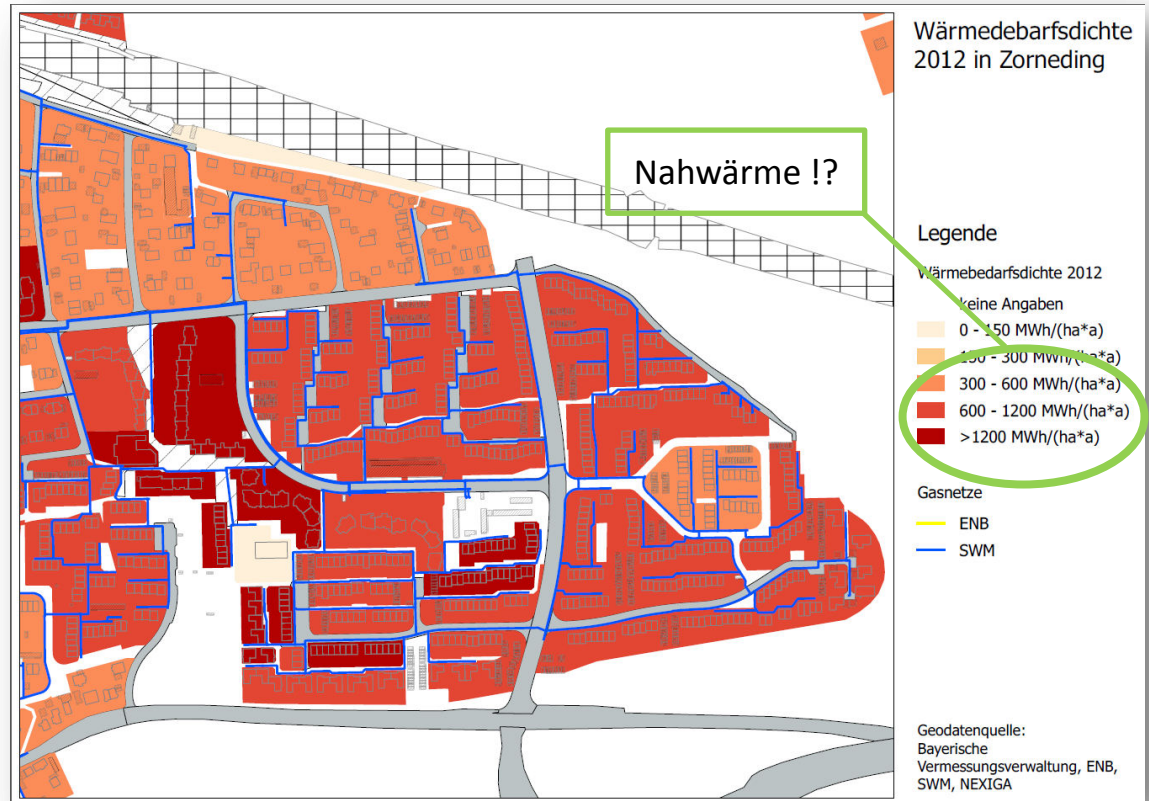 Wärmedebarfsdichte
2012 in Zorneding
Nahwärme !?
Legende
Wärmebedarfsdichte 2012
keine Angaben
0 - 150 MWh/(ha*a)
150 - 300 MWh/(ha*a)
300 - 600 MWh/(ha*a)
600 - 1200 MWh/(ha*a)
>1200 MWh/(ha*a)
Gasnetze
ENB
SWM
Geodatenquelle:
Bayerische
Vermessungsverwaltung, ENB,
SWM, NEXIGA